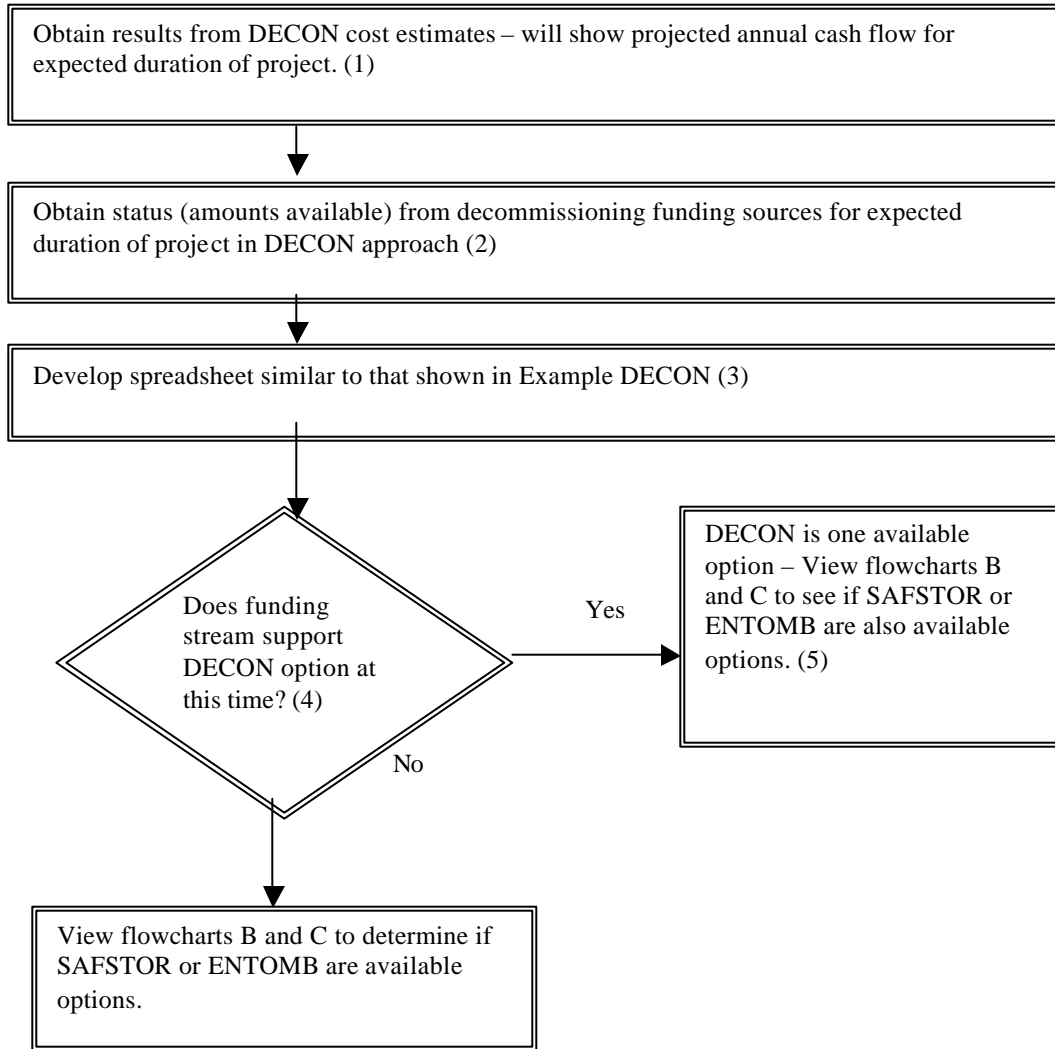 Obtain results from DECON cost estimates – will show projected annual cash flow for
expected duration of project. (1)
Obtain status (amounts available) from decommissioning funding sources for expected
duration of project in DECON approach (2)
Develop spreadsheet similar to that shown in Example DECON (3)
Does funding
stream support
DECON option at
this time? (4)
Yes
DECON is one available
option – View flowcharts B
and C to see if SAFSTOR or
ENTOMB are also available
options. (5)
No
View flowcharts B and C to determine if
SAFSTOR or ENTOMB are available
options.